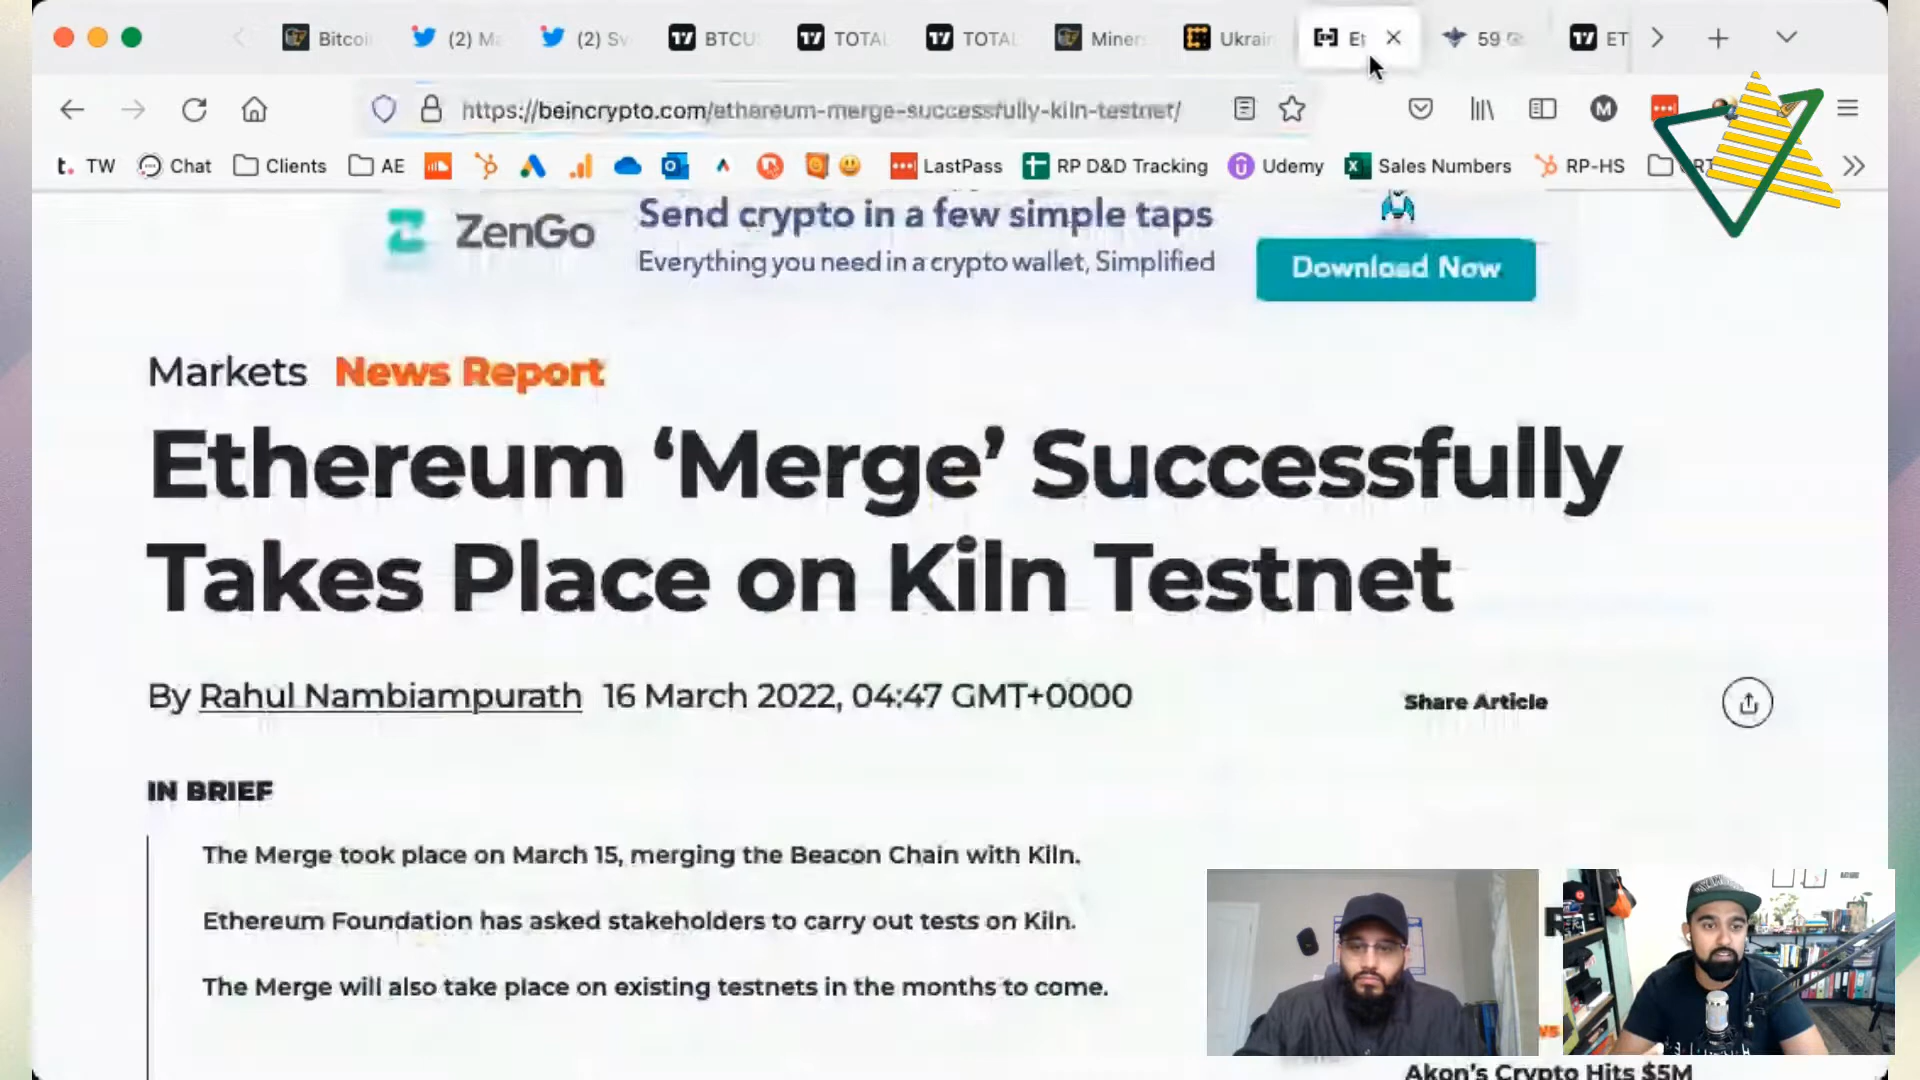 (2)
(2)
BTCU
TOTAL
TOTAL
Miner
Ukrai
59
ET
https://beincrypto.com/ethereum-merge-successfully-kiln-testnet/
M
t. TW
Chat
Clients
AE
LastPass
RP D&D Tracking
Udemy
Sales Numbers
RP-HS
ZenGo
Send crypto in a few simple taps
Everything you need in a crypto wallet, Simplified
Download Now
Markets News Report
Ethereum ‘Merge’ Successfully
Takes Place on Kiln Testnet
By Rahul Nambiampurath 16 March 2022, 04:47 GMT+0000
Share Article
IN BRIEF
The Merge took place on March 15, merging the Beacon Chain with Kiln.
Ethereum Foundation has asked stakeholders to carry out tests on Kiln.
The Merge will also take place on existing testnets in the months to come.
Akon's Crypto Hits $5M